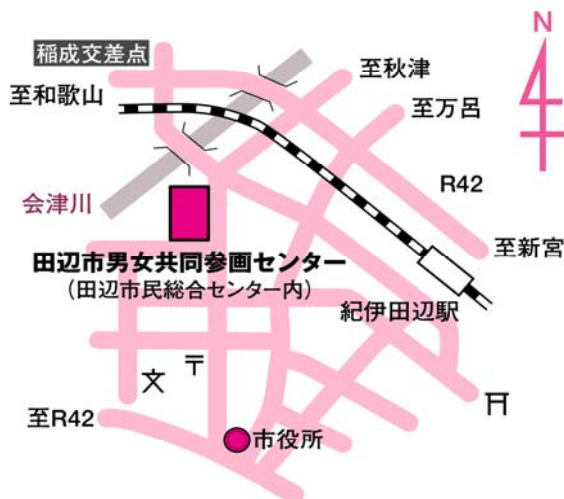 稲成交差点
N
至和歌山
至秋津
至万呂
R42
会津川
至新宮
田辺市男女共同参画センター
（田辺市民総合センター内）
紀伊田辺駅
至R42
市役所